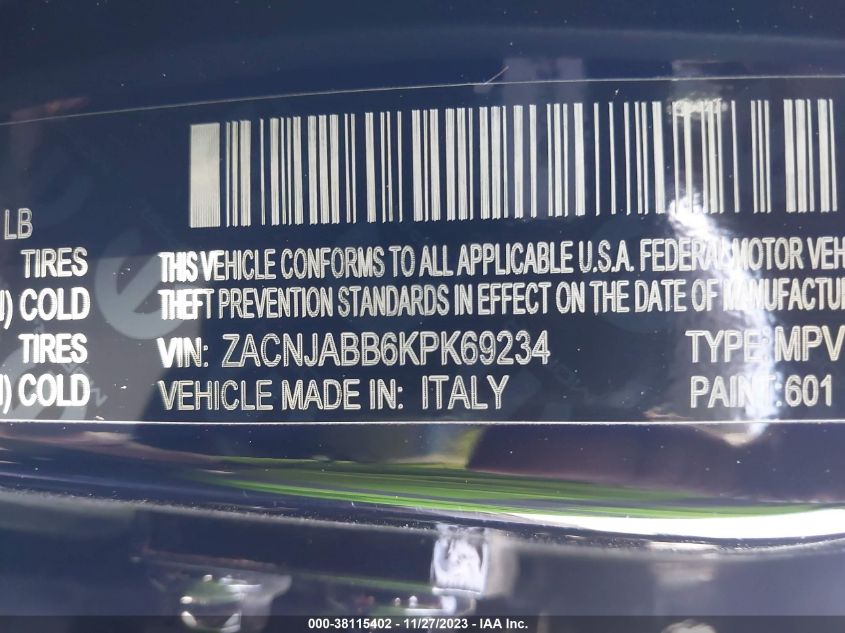 LB
TIRES
) COLD
TIRES
) COLD
THIS VEHICLE CONFORMS TO ALL APPLICABLE U.S.A. FEDERAL MOTOR VEH
THEFT PREVENTION STANDARDS IN EFFECT ON THE DATE OF MANUFACTUR
VIN: ZACNJABB6KPK69234 TYPE: MPV
VEHICLE MADE IN: ITALY PAINT: 601
000-38115402 - 11/27/2023 - IAA Inc.